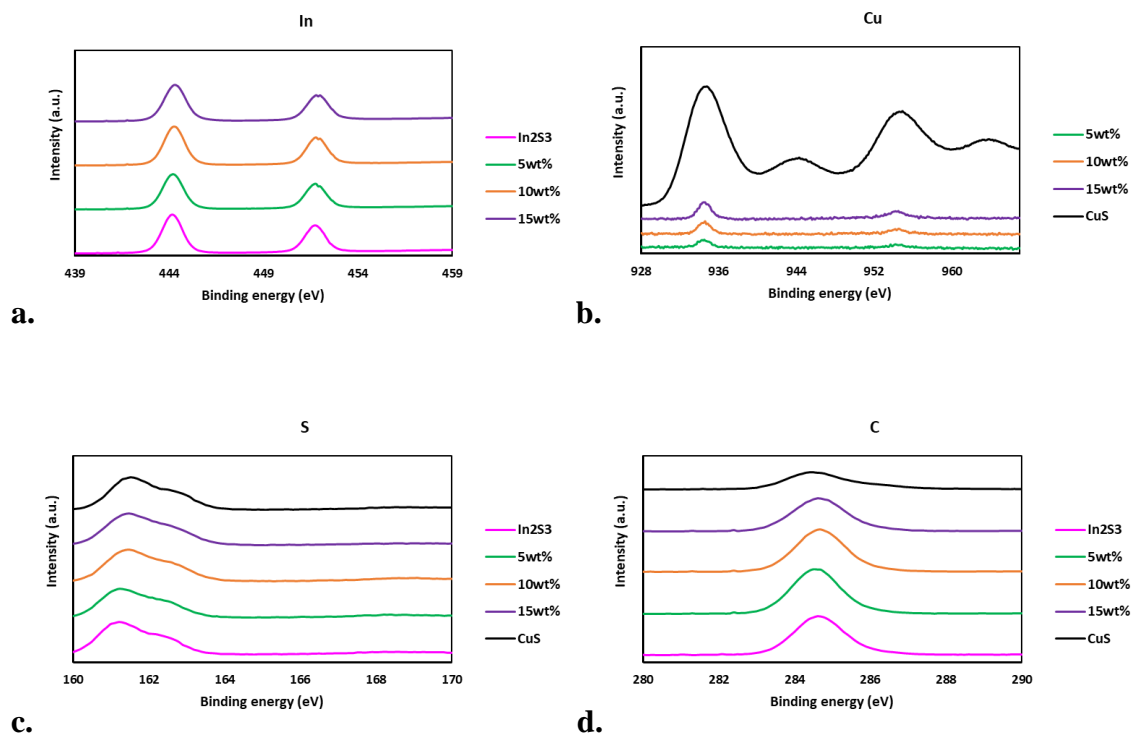 In
Intensity (a.u.)
439 444 449 454 459
Binding energy (eV)
In2S3
5wt%
10wt%
15wt%
a.
Cu
Intensity (a.u.)
928 936 944 952 960
Binding energy (eV)
5wt%
10wt%
15wt%
CuS
b.
S
Intensity (a.u.)
160 162 164 166 168 170
Binding energy (eV)
In2S3
5wt%
10wt%
15wt%
CuS
c.
C
Intensity (a.u.)
280 282 284 286 288 290
Binding energy (eV)
In2S3
5wt%
10wt%
15wt%
CuS
d.